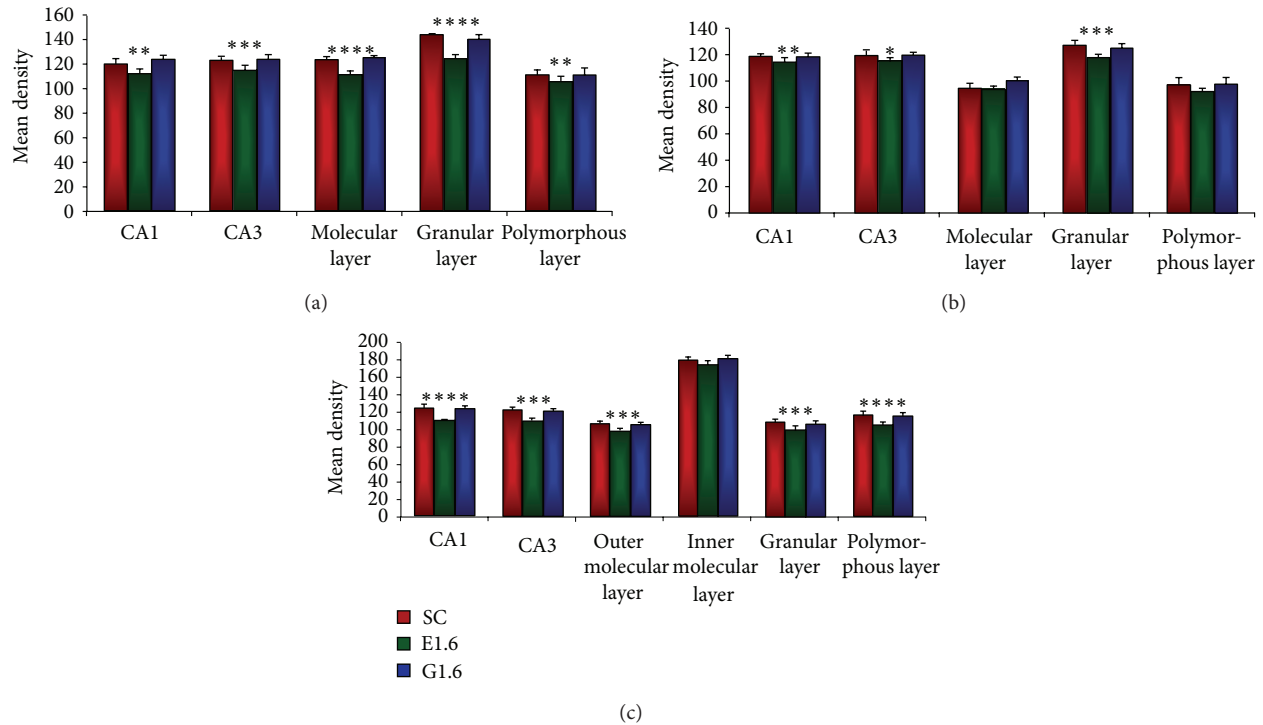 (a)
Mean density
160
140
120
100
80
60
40
20
0
** *** **** **** **
CA1 CA3 Molecular layer Granular layer Polymorphous layer
(b)
Mean density
140
120
100
80
60
40
20
0
** * ***
CA1 CA3 Molecular layer Granular layer Polymor-
phous layer
(a)
(b)
Mean density
200
180
160
140
120
100
80
60
40
20
0
**** *** *** *** ****
CA1 CA3 Outer molecular layer Inner molecular layer Granular layer Polymor-
phous layer
SC
E1.6
G1.6
(c)